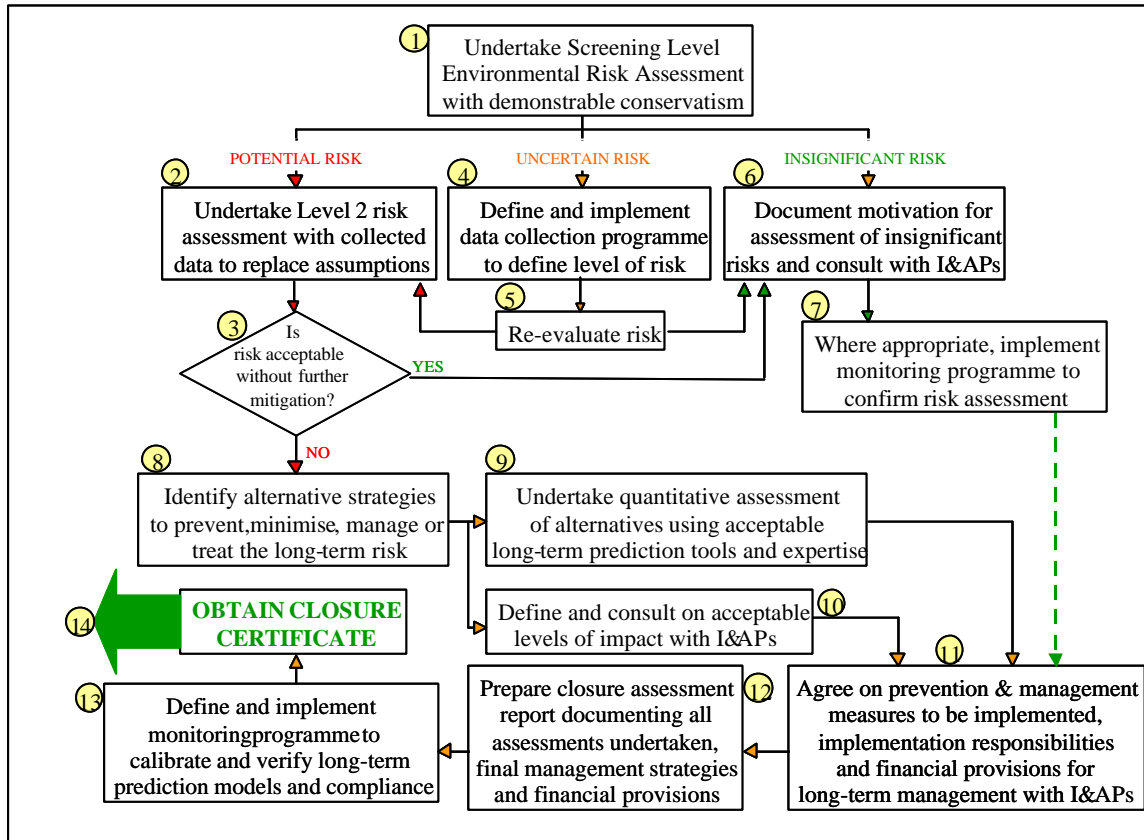 1
Undertake Screening Level
Environmental Risk Assessment
with demonstrable conservatism
POTENTIAL RISK
UNCERTAIN RISK
INSIGNIFICANT RISK
2
Undertake Level 2 risk
assessment with collected
data to replace assumptions
4
Define and implement
data collection programme
to define level of risk
6
Document motivation for
assessment of insignificant
risks and consult with I&APs
3
Is
risk acceptable
without further
mitigation?
YES
NO
5
Re-evaluate risk
7
Where appropriate, implement
monitoring programme to
confirm risk assessment
8
Identify alternative strategies
to prevent,minimise, manage or
treat the long-term risk
9
Undertake quantitative assessment
of alternatives using acceptable
long-term prediction tools and expertise
10
Define and consult on acceptable
levels of impact with I&APs
11
Agree on prevention & management
measures to be implemented,
implementation responsibilities
and financial provisions for
long-term management with I&APs
12
Prepare closure assessment
report documenting all
assessments undertaken,
final management strategies
and financial provisions
13
Define and implement
monitoringprogramme to
calibrate and verify long-term
prediction models and compliance
14
OBTAIN CLOSURE
CERTIFICATE